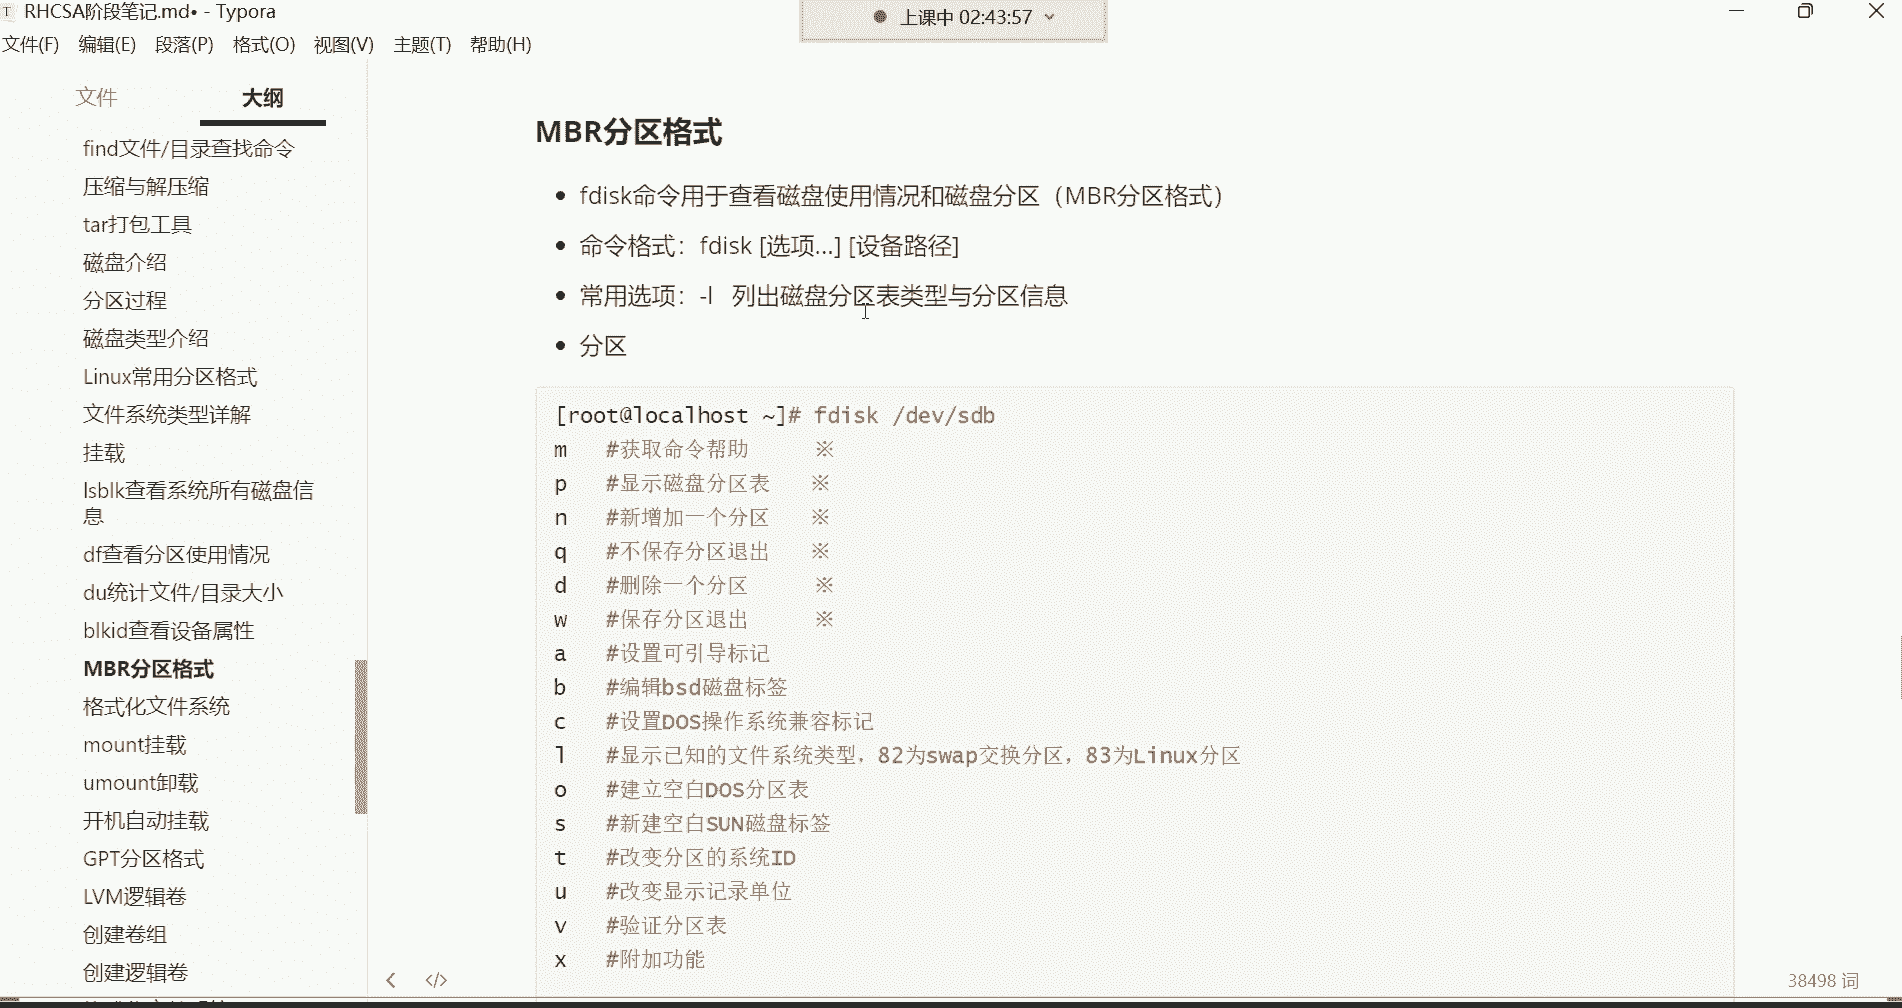 RHCSA阶段笔记.md• - Typora
上课中 02:43:57
文件(F) 编辑(E) 段落(P) 格式(O) 视图(V) 主题(T) 帮助(H)
文件 大纲
find文件/目录查找命令
压缩与解压缩
tar打包工具
磁盘介绍
分区过程
磁盘类型介绍
Linux常用分区格式
文件系统类型详解
挂载
lsblk查看系统所有磁盘信
息
df查看分区使用情况
du统计文件/目录大小
blkid查看设备属性
MBR分区格式
格式化文件系统
mount挂载
umount卸载
开机自动挂载
GPT分区格式
LVM逻辑卷
创建卷组
创建逻辑卷
MBR分区格式
• fdisk命令用于查看磁盘使用情况和磁盘分区（MBR分区格式）
• 命令格式：fdisk [选项...] [设备路径]
• 常用选项：-l 列出磁盘分区表类型与分区信息
• 分区
[root@localhost ~]# fdisk /dev/sdb
m #获取命令帮助 ※
p #显示磁盘分区表 ※
n #新增加一个分区 ※
q #不保存分区退出 ※
d #删除一个分区 ※
w #保存分区退出 ※
a #设置可引导标记
b #编辑bsd磁盘标签
c #设置DOS操作系统兼容标记
l #显示已知的文件系统类型，82为swap交换分区，83为Linux分区
o #建立空白DOS分区表
s #新建空白SUN磁盘标签
t #改变分区的系统ID
u #改变显示记录单位
v #验证分区表
x #附加功能
38498 词